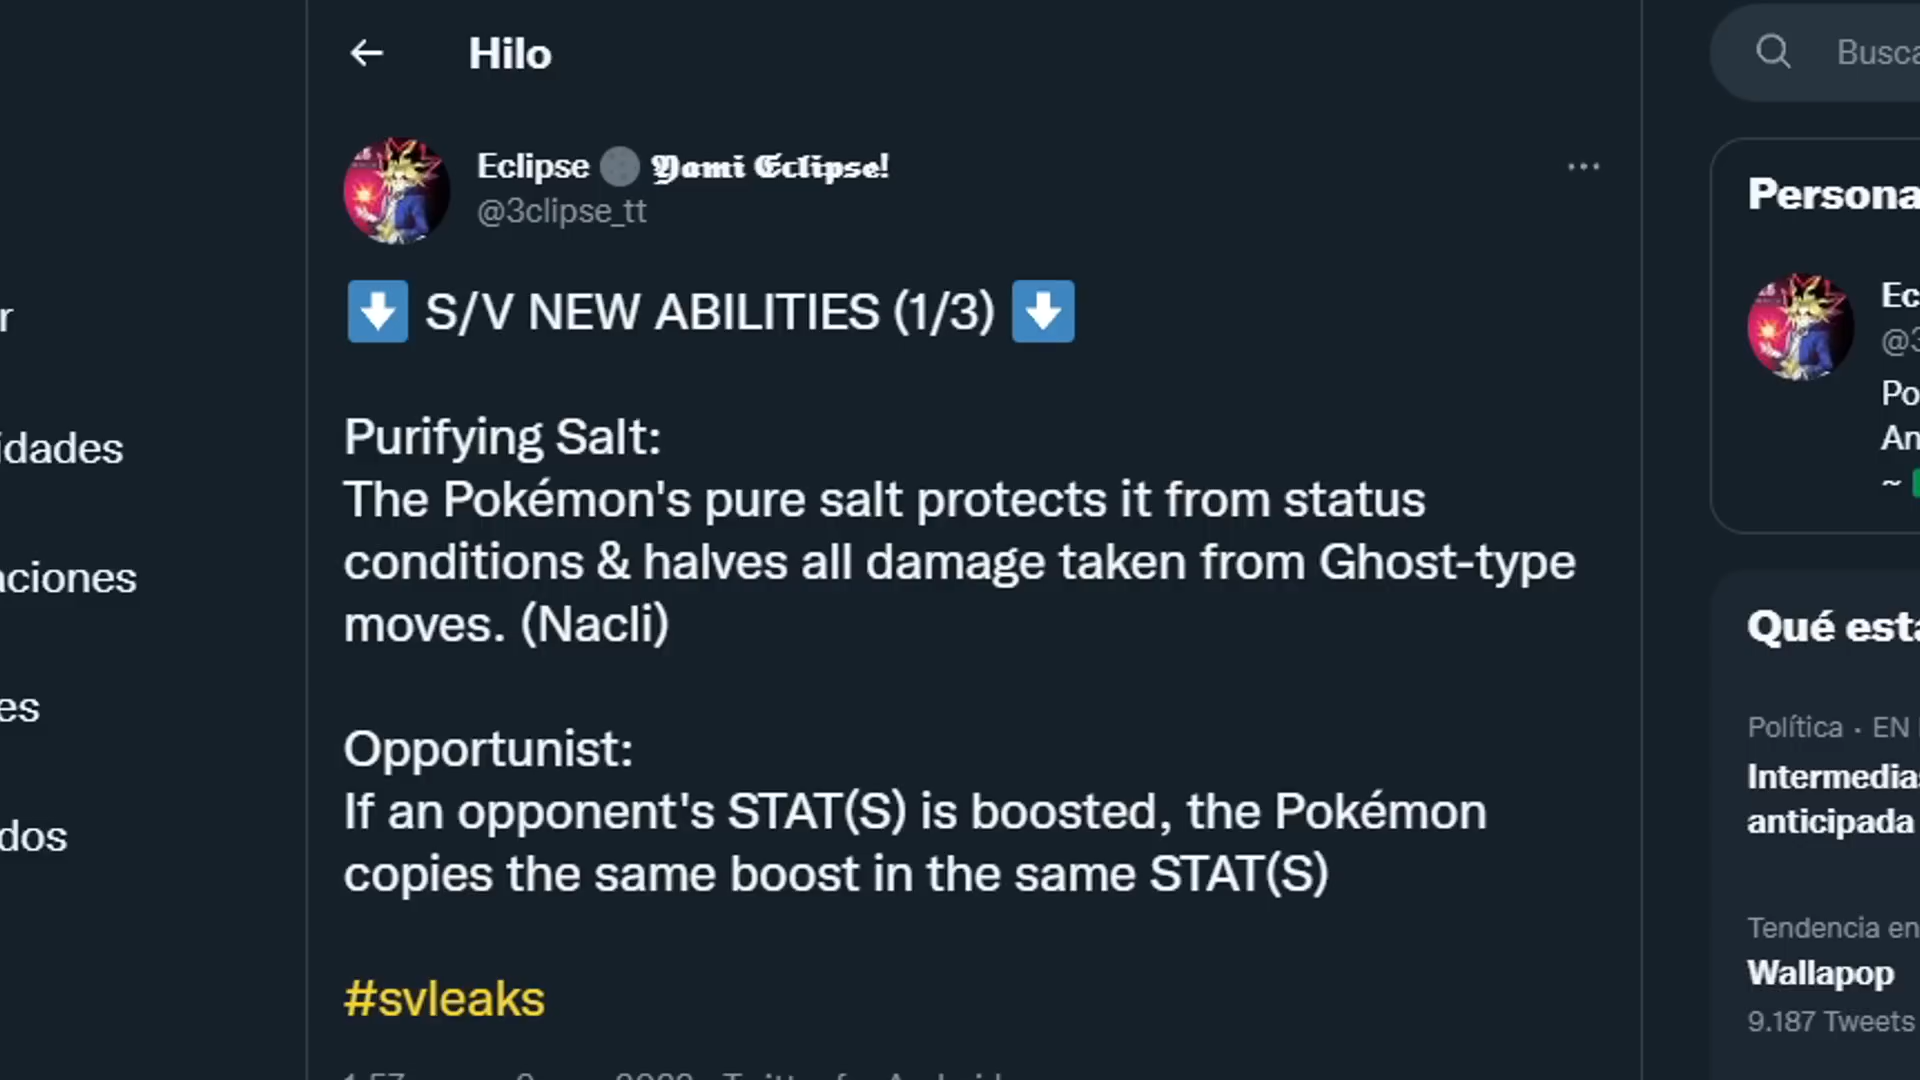 Hilo
Busca
Eclipse 𝖄𝖆𝖒𝖎 𝕰𝖈𝖑𝖎𝖕𝖘𝖊!
@3clipse_tt
⬇️ S/V NEW ABILITIES (1/3) ⬇️
Purifying Salt:
The Pokémon's pure salt protects it from status
conditions & halves all damage taken from Ghost-type
moves. (Nacli)
Opportunist:
If an opponent's STAT(S) is boosted, the Pokémon
copies the same boost in the same STAT(S)
#svleaks
r
idades
aciones
es
dos
Persona
Ec
@3
Po
An
~
Qué está
Política · EN
Intermedias
anticipada
Tendencia en
Wallapop
9.187 Tweets